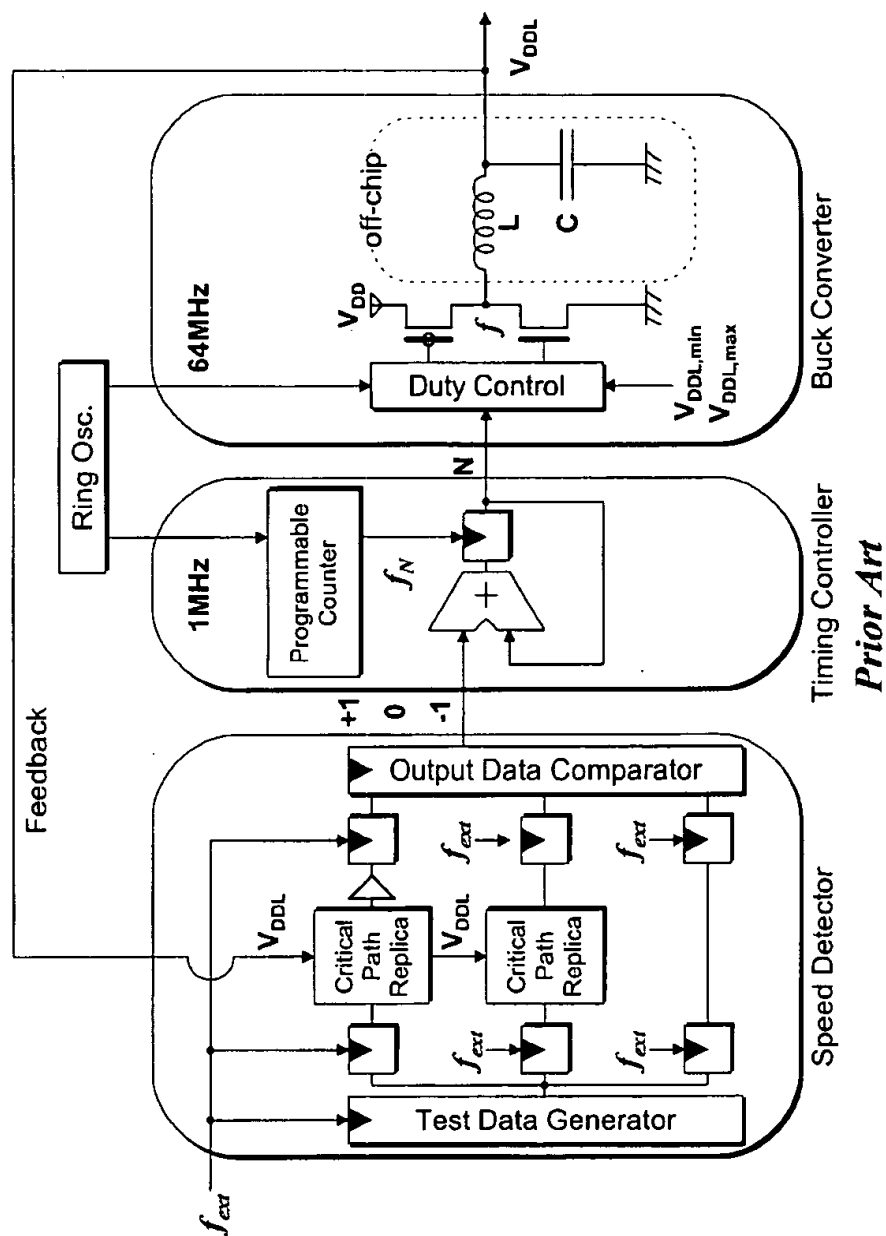 Feedback
Ring Osc.
1MHz
64MHz
f_ext
V_DDL
Critical
Path
Replica
V_DDL
Critical
Path
Replica
f_ext
f_ext
f_ext
f_ext
Test Data Generator
Output Data Comparator
+1
0
-1
Programmable
Counter
f_N
+
N
Duty Control
V_DD
f
off-chip
L
C
V_DDL,min
V_DDL,max
V_DDL
Speed Detector
Timing Controller
Buck Converter
Prior Art